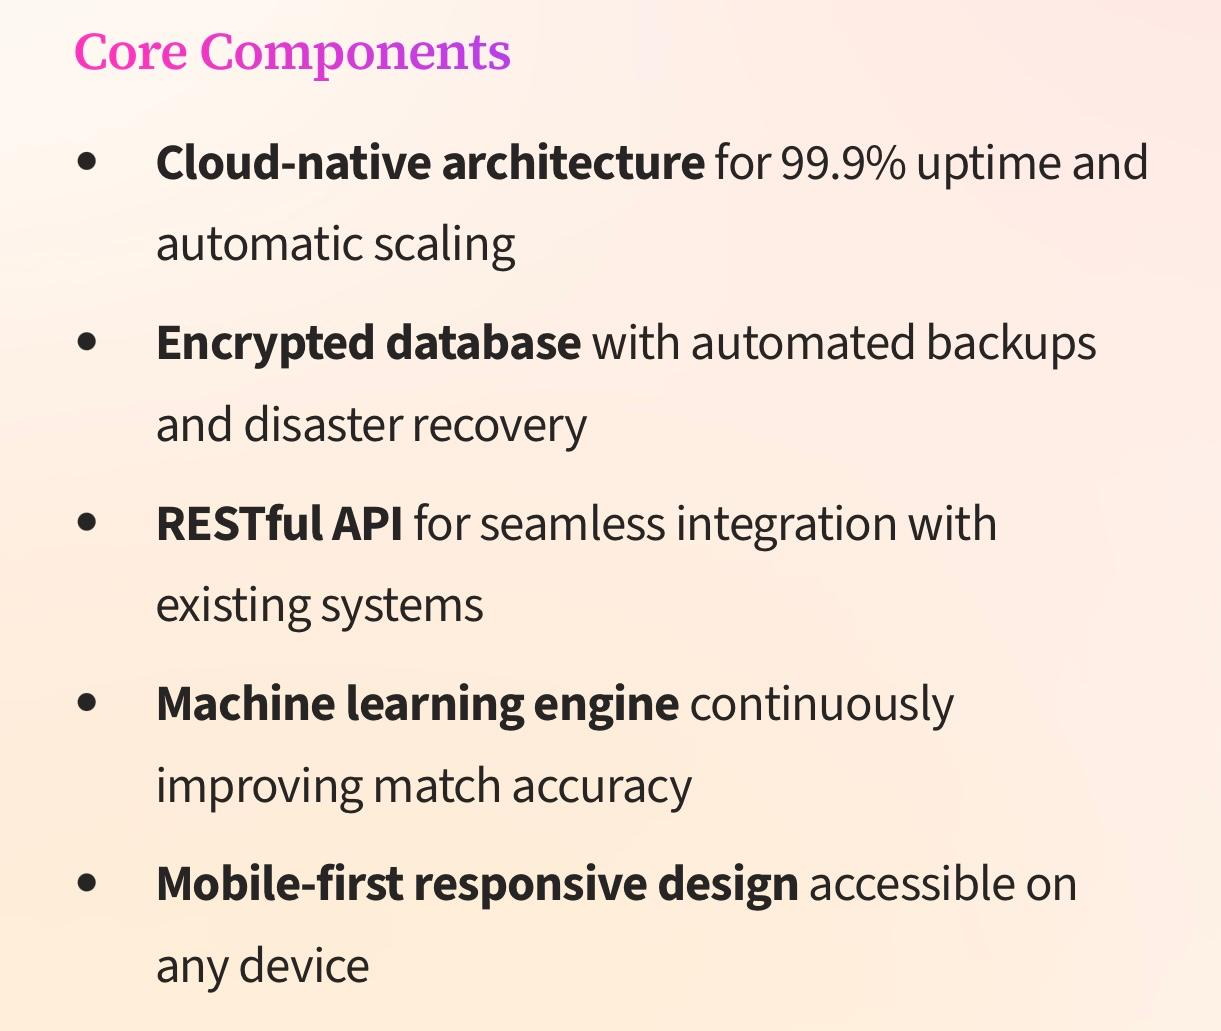 Core Components
• Cloud-native architecture for 99.9% uptime and
automatic scaling
• Encrypted database with automated backups
and disaster recovery
• RESTful API for seamless integration with
existing systems
• Machine learning engine continuously
improving match accuracy
• Mobile-first responsive design accessible on
any device